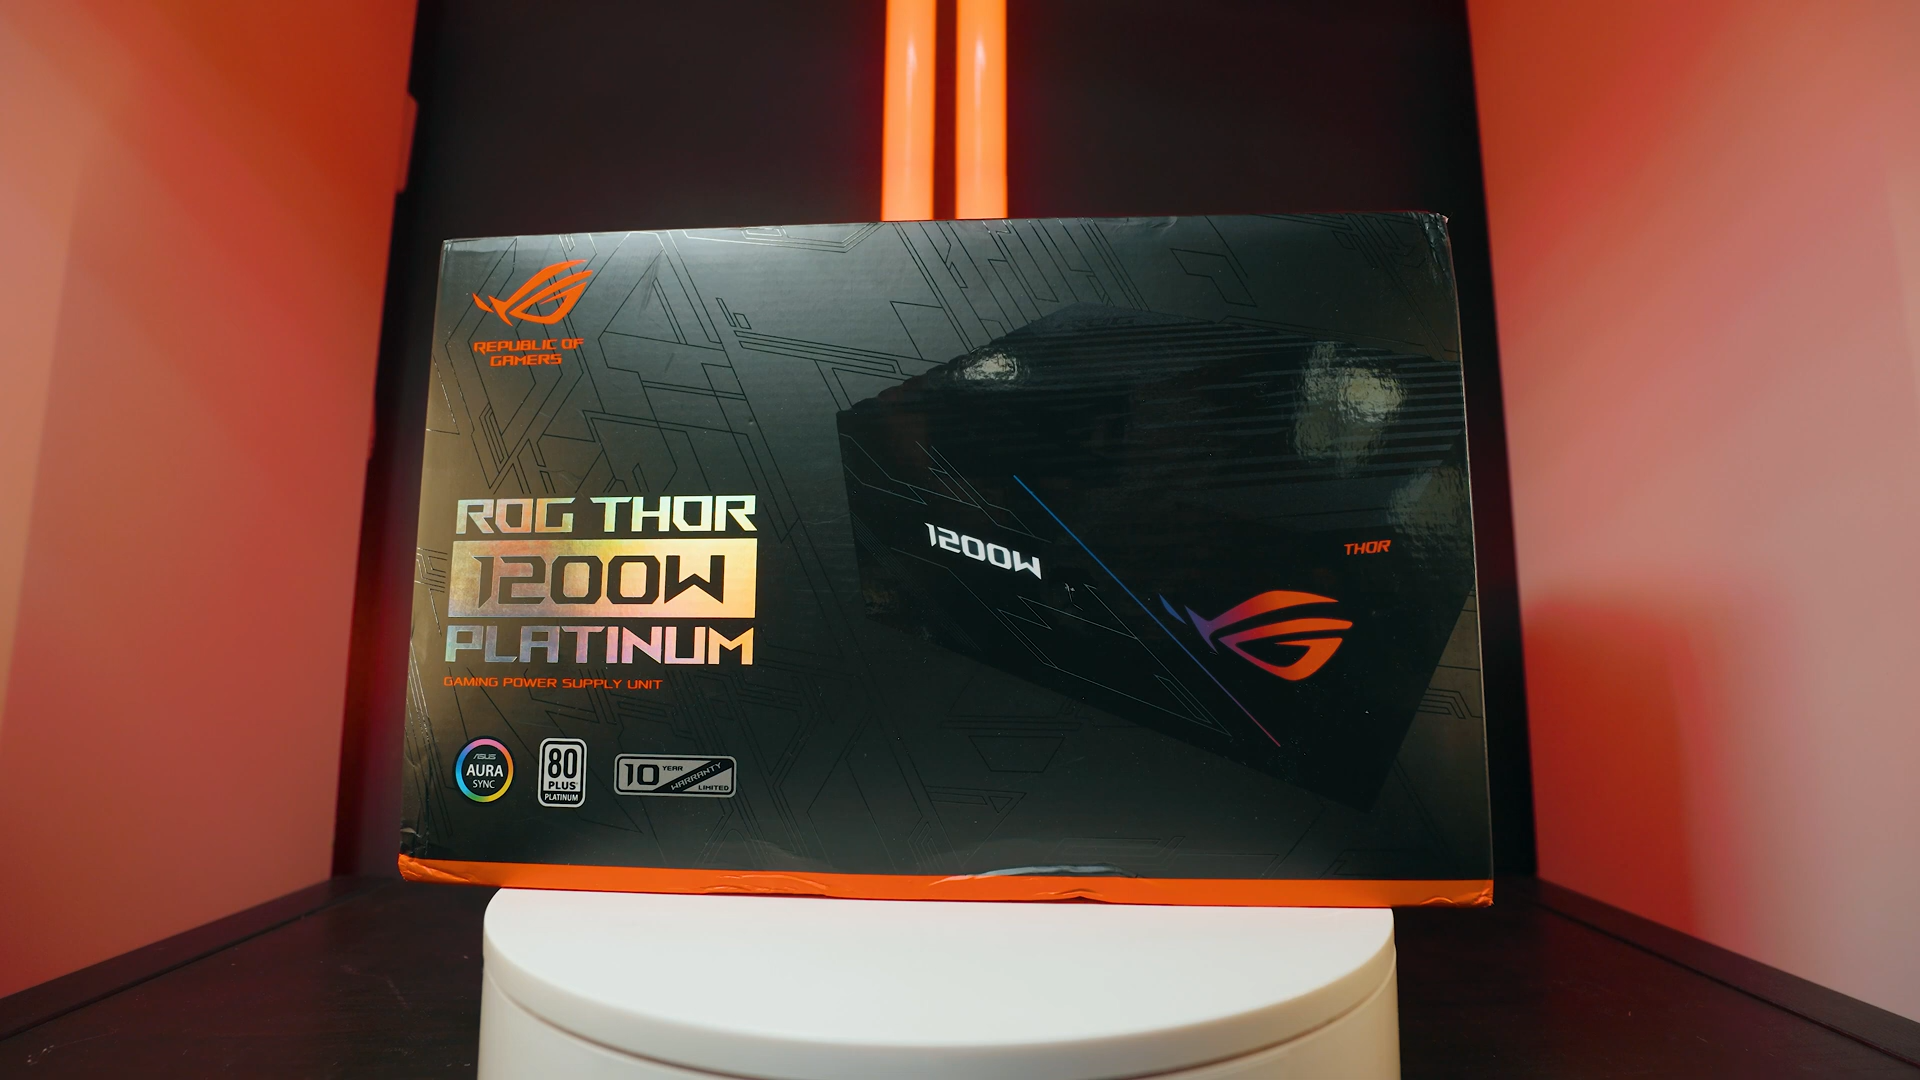 REPUBLIC OF
GAMERS
ROG THOR
1200W
PLATINUM
GAMING POWER SUPPLY UNIT
ASUS
AURA
SYNC
80
PLUS
PLATINUM
10 YEAR
WARRANTY
LIMITED
1200W
THOR